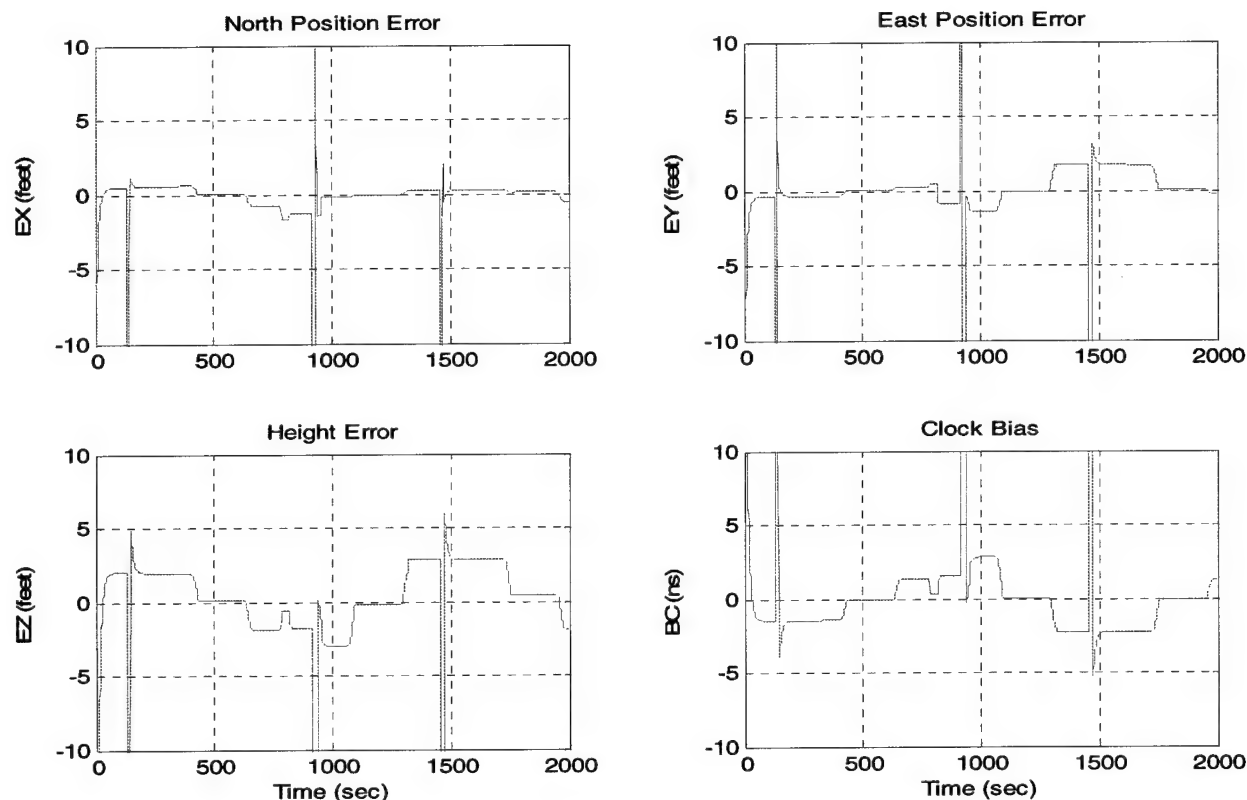 North Position Error
EX (feet)
10
5
0
-5
-10
0 500 1000 1500 2000
East Position Error
EY (feet)
10
5
0
-5
-10
0 500 1000 1500 2000
Height Error
EZ (feet)
10
5
0
-5
-10
0 500 1000 1500 2000
Time (sec)
Clock Bias
BC (ns)
10
5
0
-5
-10
0 500 1000 1500 2000
Time (sec)